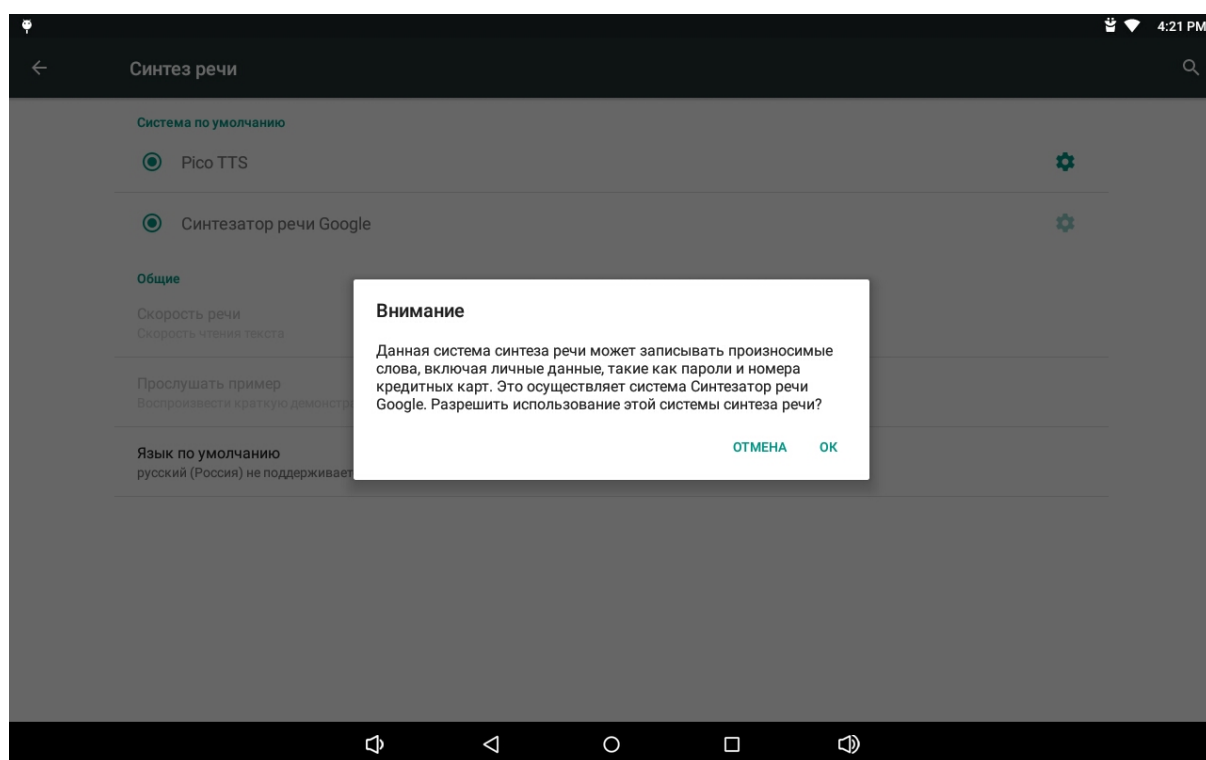 4:21 PM
Синтез речи
Система по умолчанию
Pico TTS
Синтезатор речи Google
Общие
Скорость речи
Скорость чтения текста
Прослушать пример
Воспроизвести краткую
Язык по умолчанию
русский (Россия) не
Внимание
Данная система синтеза речи может записывать произносимые
слова, включая личные данные, такие как пароли и номера
кредитных карт. Это осуществляет система Синтезатор речи
Google. Разрешить использование этой системы синтеза речи?
ОТМЕНА ОК